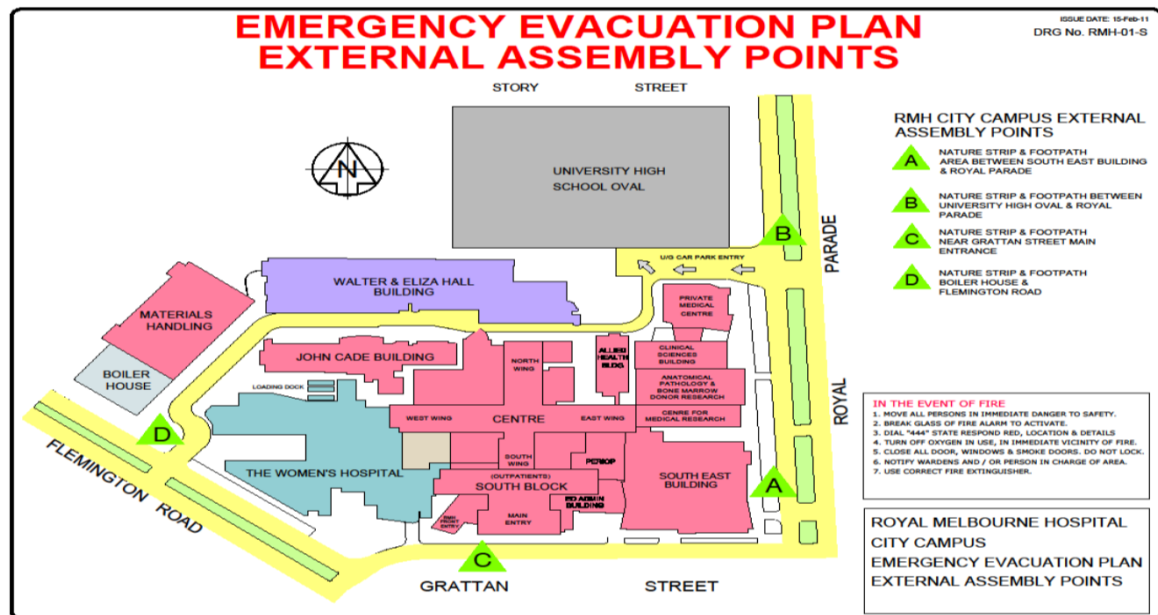 EMERGENCY EVACUATION PLAN
EXTERNAL ASSEMBLY POINTS
ISSUE DATE: 15-Feb-11
DRG No. RMH-01-S
STORY STREET
RMH CITY CAMPUS EXTERNAL
ASSEMBLY POINTS
A
NATURE STRIP & FOOTPATH
AREA BETWEEN SOUTH EAST BUILDING
& ROYAL PARADE
B
NATURE STRIP & FOOTPATH BETWEEN
UNIVERSITY HIGH OVAL & ROYAL
PARADE
C
NATURE STRIP & FOOTPATH
NEAR GRATTAN STREET MAIN
ENTRANCE
D
NATURE STRIP & FOOTPATH
BOILER HOUSE &
FLEMINGTON ROAD
N
UNIVERSITY HIGH
SCHOOL OVAL
B
U/G CAR PARK ENTRY
ROYAL PARADE
WALTER & ELIZA HALL
BUILDING
MATERIALS
HANDLING
BOILER
HOUSE
PRIVATE
MEDICAL
CENTRE
JOHN CADE BUILDING
NORTH
WING
ALLIED
HEALTH
BLDG
CLINICAL
SCIENCES
BUILDING
LOADING DOCK
ANATOMICAL
PATHOLOGY &
BONE MARROW
DONOR RESEARCH
WEST WING
CENTRE
EAST WING
CENRE FOR
MEDICAL RESEARCH
D
FLEMINGTON ROAD
THE WOMEN'S HOSPITAL
SOUTH
WING
PERIOP
(OUTPATIENTS)
SOUTH BLOCK
SOUTH EAST
BUILDING
A
ED ADMIN
BUILDING
RMH
FRONT
ENTRY
MAIN
ENTRY
C
GRATTAN STREET
IN THE EVENT OF FIRE
1. MOVE ALL PERSONS IN IMMEDIATE DANGER TO SAFETY.
2. BREAK GLASS OF FIRE ALARM TO ACTIVATE.
3. DIAL "444" STATE RESPOND RED, LOCATION & DETAILS
4. TURN OFF OXYGEN IN USE, IN IMMEDIATE VICINITY OF FIRE.
5. CLOSE ALL DOOR, WINDOWS & SMOKE DOORS. DO NOT LOCK.
6. NOTIFY WARDENS AND / OR PERSON IN CHARGE OF AREA.
7. USE CORRECT FIRE EXTINGUISHER.
ROYAL MELBOURNE HOSPITAL
CITY CAMPUS
EMERGENCY EVACUATION PLAN
EXTERNAL ASSEMBLY POINTS